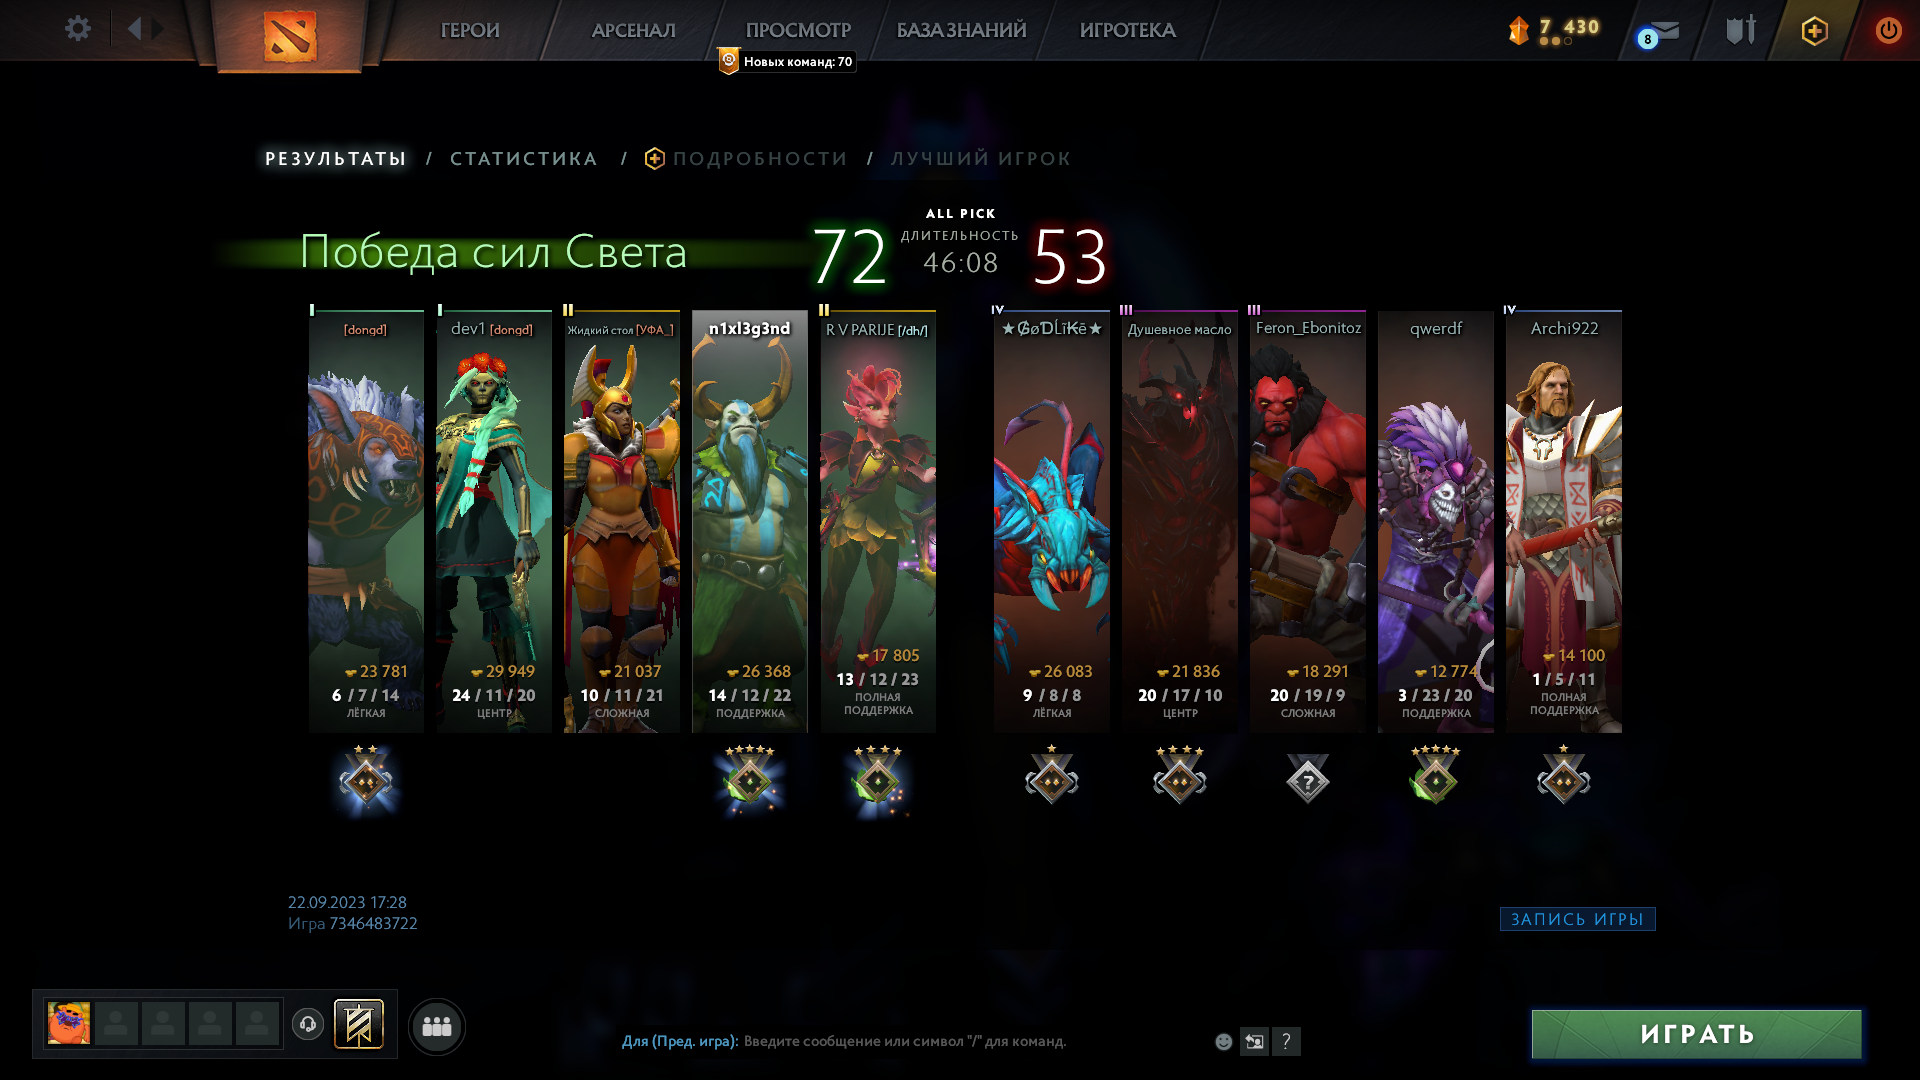 ГЕРОИ
АРСЕНАЛ
ПРОСМОТР
БАЗА ЗНАНИЙ
ИГРОТЕКА
7 430
8
Новых команд: 70
РЕЗУЛЬТАТЫ / СТАТИСТИКА / ПОДРОБНОСТИ / ЛУЧШИЙ ИГРОК
Победа сил Света
72
ALL PICK
ДЛИТЕЛЬНОСТЬ
46:08
53
I
[dongd]
23 781
6 / 7 / 14
ЛЁГКАЯ
I
dev1 [dongd]
29 949
24 / 11 / 20
ЦЕНТР
II
Жидкий стол [УФА_]
21 037
10 / 11 / 21
СЛОЖНАЯ
n1xl3g3nd
26 368
14 / 12 / 22
ПОДДЕРЖКА
II
R V PARIJE [/dh/]
17 805
13 / 12 / 23
ПОЛНАЯ
ПОДДЕРЖКА
IV
★₲øƊĹīҜē★
26 083
9 / 8 / 8
ЛЁГКАЯ
III
Душевное масло
21 836
20 / 17 / 10
ЦЕНТР
III
Feron_Ebonitoz
18 291
20 / 19 / 9
СЛОЖНАЯ
qwerdf
12 774
3 / 23 / 20
ПОДДЕРЖКА
IV
Archi922
14 100
1 / 5 / 11
ПОЛНАЯ
ПОДДЕРЖКА
?
22.09.2023 17:28
Игра 7346483722
ЗАПИСЬ ИГРЫ
Для (Пред. игра): Введите сообщение или символ "/" для команд.
?
ИГРАТЬ